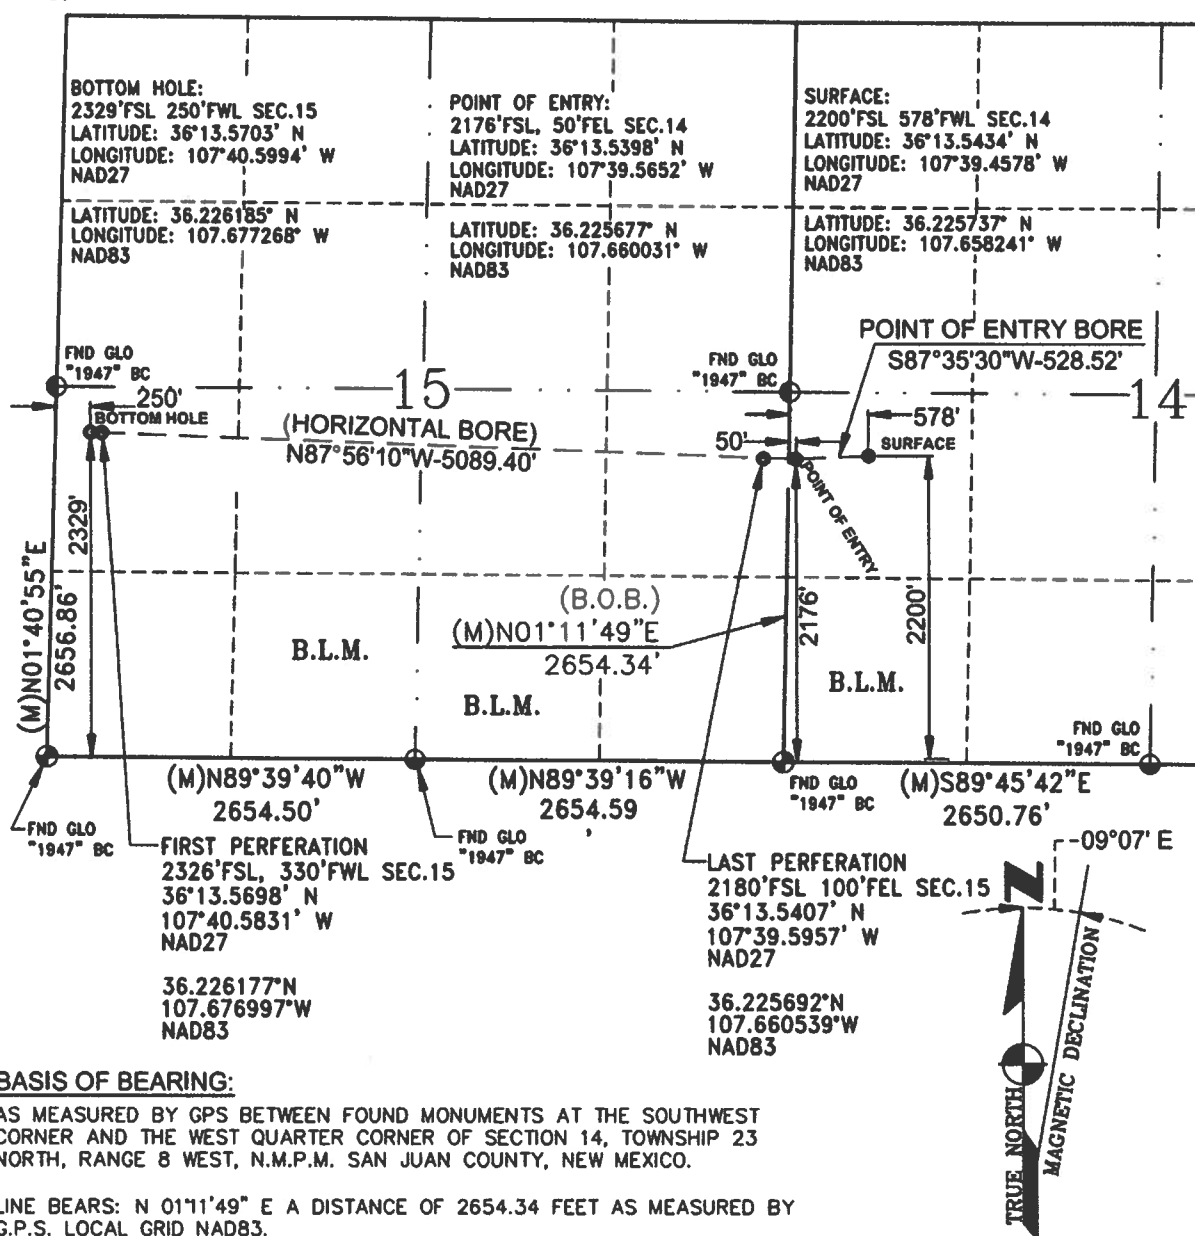 BOTTOM HOLE:
2329'FSL 250'FWL SEC.15
LATITUDE: 36°13.5703' N
LONGITUDE: 107°40.5994' W
NAD27
LATITUDE: 36.226185° N
LONGITUDE: 107.677268° W
NAD83
POINT OF ENTRY:
2176'FSL, 50'FEL SEC.14
LATITUDE: 36°13.5398' N
LONGITUDE: 107°39.5652' W
NAD27
LATITUDE: 36.225677° N
LONGITUDE: 107.660031° W
NAD83
SURFACE:
2200'FSL 578'FWL SEC.14
LATITUDE: 36°13.5434' N
LONGITUDE: 107°39.4578' W
NAD27
LATITUDE: 36.225737° N
LONGITUDE: 107.658241° W
NAD83
POINT OF ENTRY BORE
S87°35'30"W-528.52'
FND GLO
"1947" BC
250'
BOTTOM HOLE
15
(HORIZONTAL BORE)
N87°56'10"W-5089.40'
FND GLO
"1947" BC
50'
578'
SURFACE
14
POINT OF ENTRY
2329'
(M)N01°40'55"E
2656.86'
(B.O.B.)
(M)N01°11'49"E
2654.34'
2176'
2200'
B.L.M.
B.L.M.
B.L.M.
FND GLO
"1947" BC
(M)N89°39'40"W
2654.50'
(M)N89°39'16"W
2654.59
'
FND GLO
"1947" BC
(M)S89°45'42"E
2650.76'
FND GLO
"1947" BC
FND GLO
"1947" BC
FIRST PERFERATION
2326'FSL, 330'FWL SEC.15
36°13.5698' N
107°40.5831' W
NAD27
36.226177°N
107.676997°W
NAD83
LAST PERFERATION
2180'FSL 100'FEL SEC.15
36°13.5407' N
107°39.5957' W
NAD27
36.225692°N
107.660539°W
NAD83
-09°07' E
N
TRUE NORTH
MAGNETIC DECLINATION
BASIS OF BEARING:
AS MEASURED BY GPS BETWEEN FOUND MONUMENTS AT THE SOUTHWEST
CORNER AND THE WEST QUARTER CORNER OF SECTION 14, TOWNSHIP 23
NORTH, RANGE 8 WEST, N.M.P.M. SAN JUAN COUNTY, NEW MEXICO.
LINE BEARS: N 01°11'49" E A DISTANCE OF 2654.34 FEET AS MEASURED BY
G.P.S. LOCAL GRID NAD83.